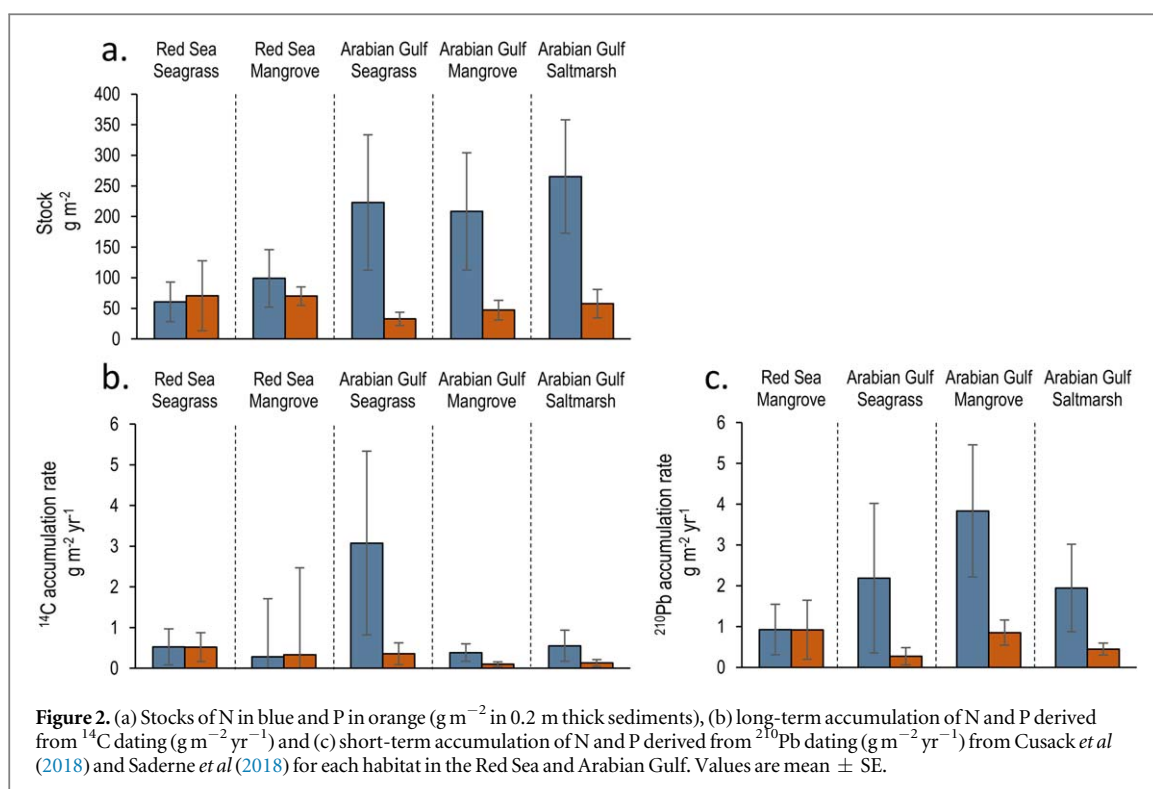 a.
Red Sea Seagrass
Red Sea Mangrove
Arabian Gulf Seagrass
Arabian Gulf Mangrove
Arabian Gulf Saltmarsh
Stock
g m⁻²
400
350
300
250
200
150
100
50
0
b.
Red Sea Seagrass
Red Sea Mangrove
Arabian Gulf Seagrass
Arabian Gulf Mangrove
Arabian Gulf Saltmarsh
¹⁴C accumulation rate
g m⁻² yr⁻¹
6
5
4
3
2
1
0
c.
Red Sea Mangrove
Arabian Gulf Seagrass
Arabian Gulf Mangrove
Arabian Gulf Saltmarsh
²¹⁰Pb accumulation rate
g m⁻² yr⁻¹
6
5
4
3
2
1
0
Figure 2. (a) Stocks of N in blue and P in orange (g m⁻² in 0.2 m thick sediments), (b) long-term accumulation of N and P derived
from ¹⁴C dating (g m⁻² yr⁻¹) and (c) short-term accumulation of N and P derived from ²¹⁰Pb dating (g m⁻² yr⁻¹) from Cusack et al
(2018) and Saderne et al (2018) for each habitat in the Red Sea and Arabian Gulf. Values are mean ± SE.